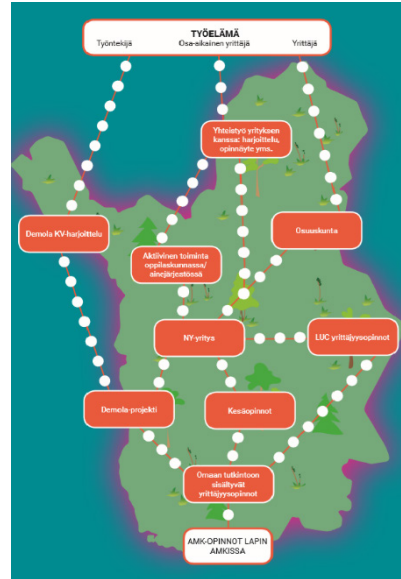 TYÖELÄMÄ
Työntekijä
Osa-aikainen yrittäjä
Yrittäjä
Yhteistyö yrityksen
kanssa: harjoittelu,
opinnäyte yms.
Demola KV-harjoittelu
Osuuskunta
Aktiivinen toiminta
oppilaskunnassa/
ainejärjestössä
NY-yritys
LUC yrittäjyysopinnot
Demola-projekti
Kesäopinnot
Omaan tutkintoon
sisältyvät
yrittäjyysopinnot
AMK-OPINNOT LAPIN
AMKISSA